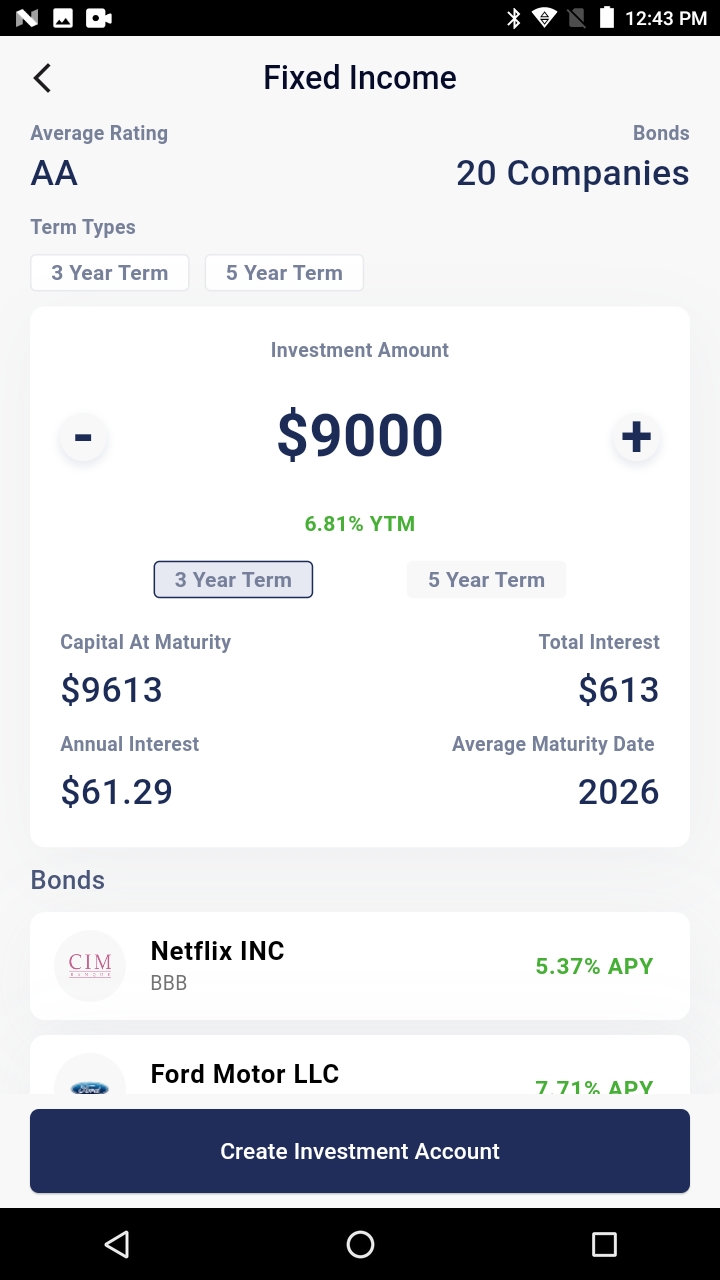 12:43 PM
Fixed Income
Average Rating
Bonds
AA
20 Companies
Term Types
3 Year Term
5 Year Term
Investment Amount
-
$9000
+
6.81% YTM
3 Year Term
5 Year Term
Capital At Maturity
Total Interest
$9613
$613
Annual Interest
Average Maturity Date
$61.29
2026
Bonds
CIM
BANQUE
Netflix INC
BBB
5.37% APY
Ford Motor LLC
Ford
7.71% APY
Create Investment Account